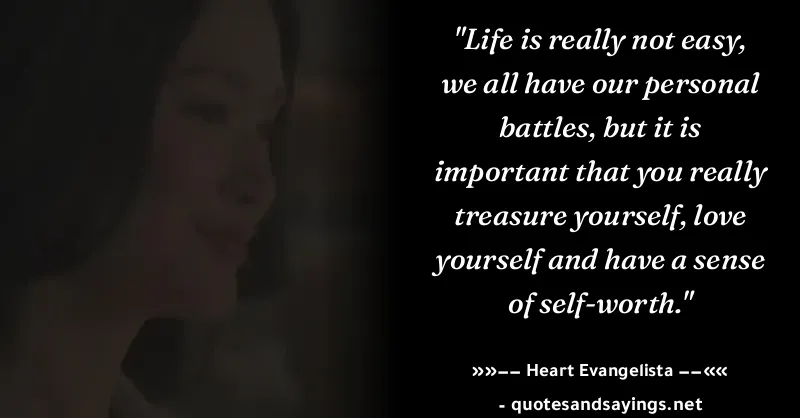 "Life is really not easy,
we all have our personal
battles, but it is
important that you really
treasure yourself, love
yourself and have a sense
of self-worth."
»»−− Heart Evangelista −−««
- quotesandsayings.net